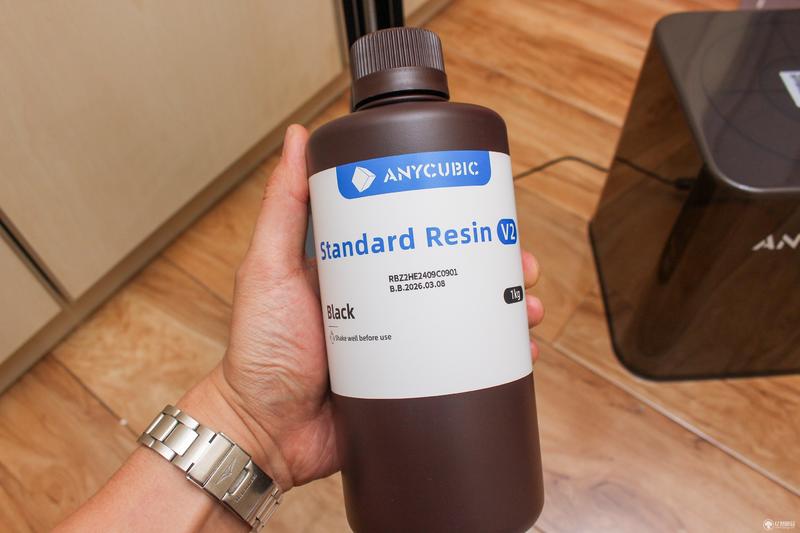 ANYCUBIC
Standard Resin V2
RBZ2HE2409C0901
B.B.2026.03.08
1kg
Black
Shake well before use